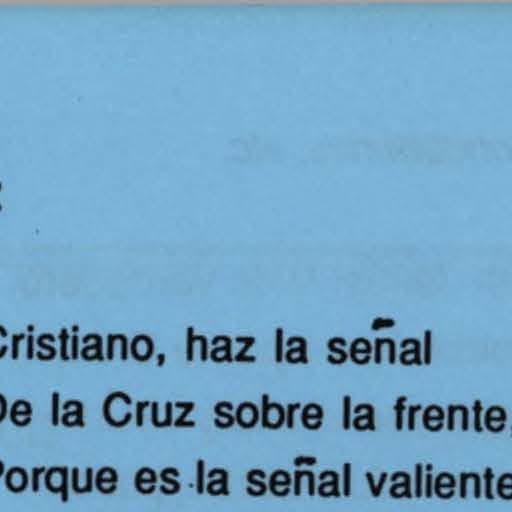 Cristiano, haz la señal
De la Cruz sobre la frente,
Porque es la señal valiente